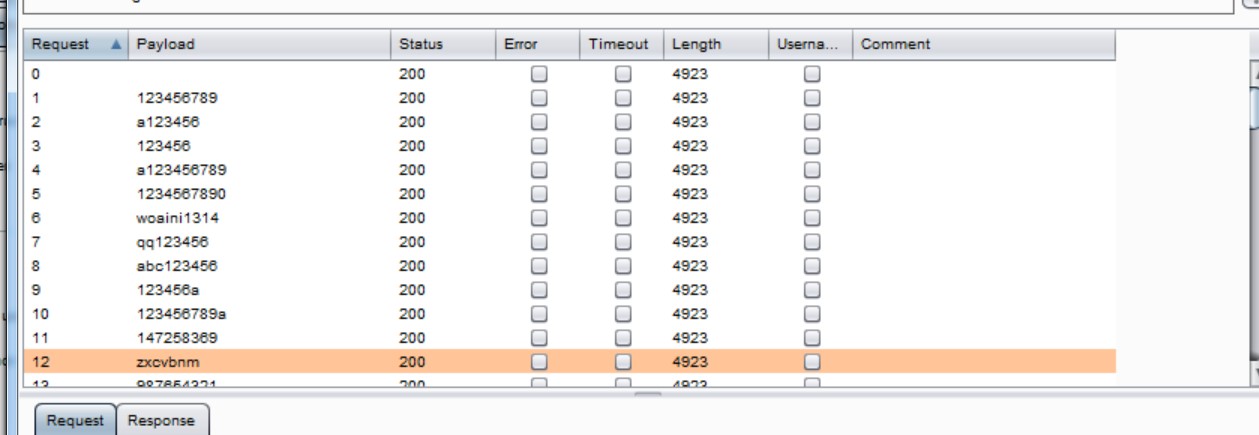 Request Payload Status Error Timeout Length Userna... Comment
0 200 4923
1 123456789 200 4923
2 a123456 200 4923
3 123456 200 4923
4 a123456789 200 4923
5 1234567890 200 4923
6 woaini1314 200 4923
7 qq123456 200 4923
8 abc123456 200 4923
9 123456a 200 4923
10 123456789a 200 4923
11 147258369 200 4923
12 zxcvbnm 200 4923
13 987654321 200 4923
Request Response